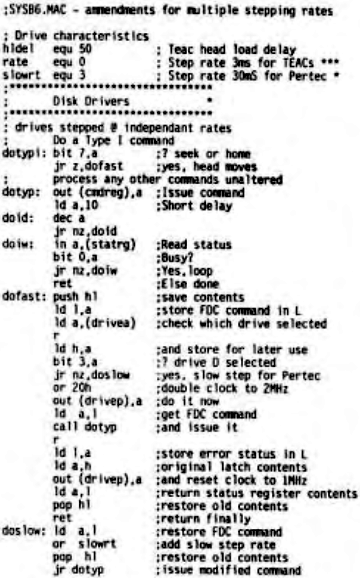 ;SYSB6.MAC - ammendments for multiple stepping rates
; Drive characteristics
hldel equ 50 ; Teac head load delay
rate equ 0 ; Step rate 3ms for TEACs ***
slowrt equ 3 ; Step rate 30mS for Pertec *
;**********************************
; Disk Drivers *
;**********************************
; drives stepped @ independant rates
; Do a Type I command
dotypi: bit 7,a ;? seek or home
jr z,dofast ;yes, head moves
; process any other commands unaltered
dotyp: out (cmdreg),a ;Issue command
ld a,10 ;Short delay
doid: dec a
jr nz,doid
doiw: in a,(statrg) ;Read status
bit 0,a ;Busy?
jr nz,doiw ;Yes,loop
ret ;Else done
dofast: push hl ;save contents
ld l,a ;store FDC command in L
ld a,(drivea) ;check which drive selected
r
ld h,a ;and store for later use
bit 3,a ;? drive D selected
jr nz,doslow ;yes, slow step for Pertec
or 20h ;double clock to 2MHz
out (drivep),a ;do it now
ld a,l ;get FDC command
call dotyp ;and issue it
r
ld l,a ;store error status in L
ld a,h ;original latch contents
out (drivep),a ;and reset clock to 1MHz
ld a,l ;return status register contents
pop hl ;restore old contents
ret ;return finally
doslow: ld a,l ;restore FDC command
or slowrt ;add slow step rate
pop hl ;restore old contents
jr dotyp ;issue modified command